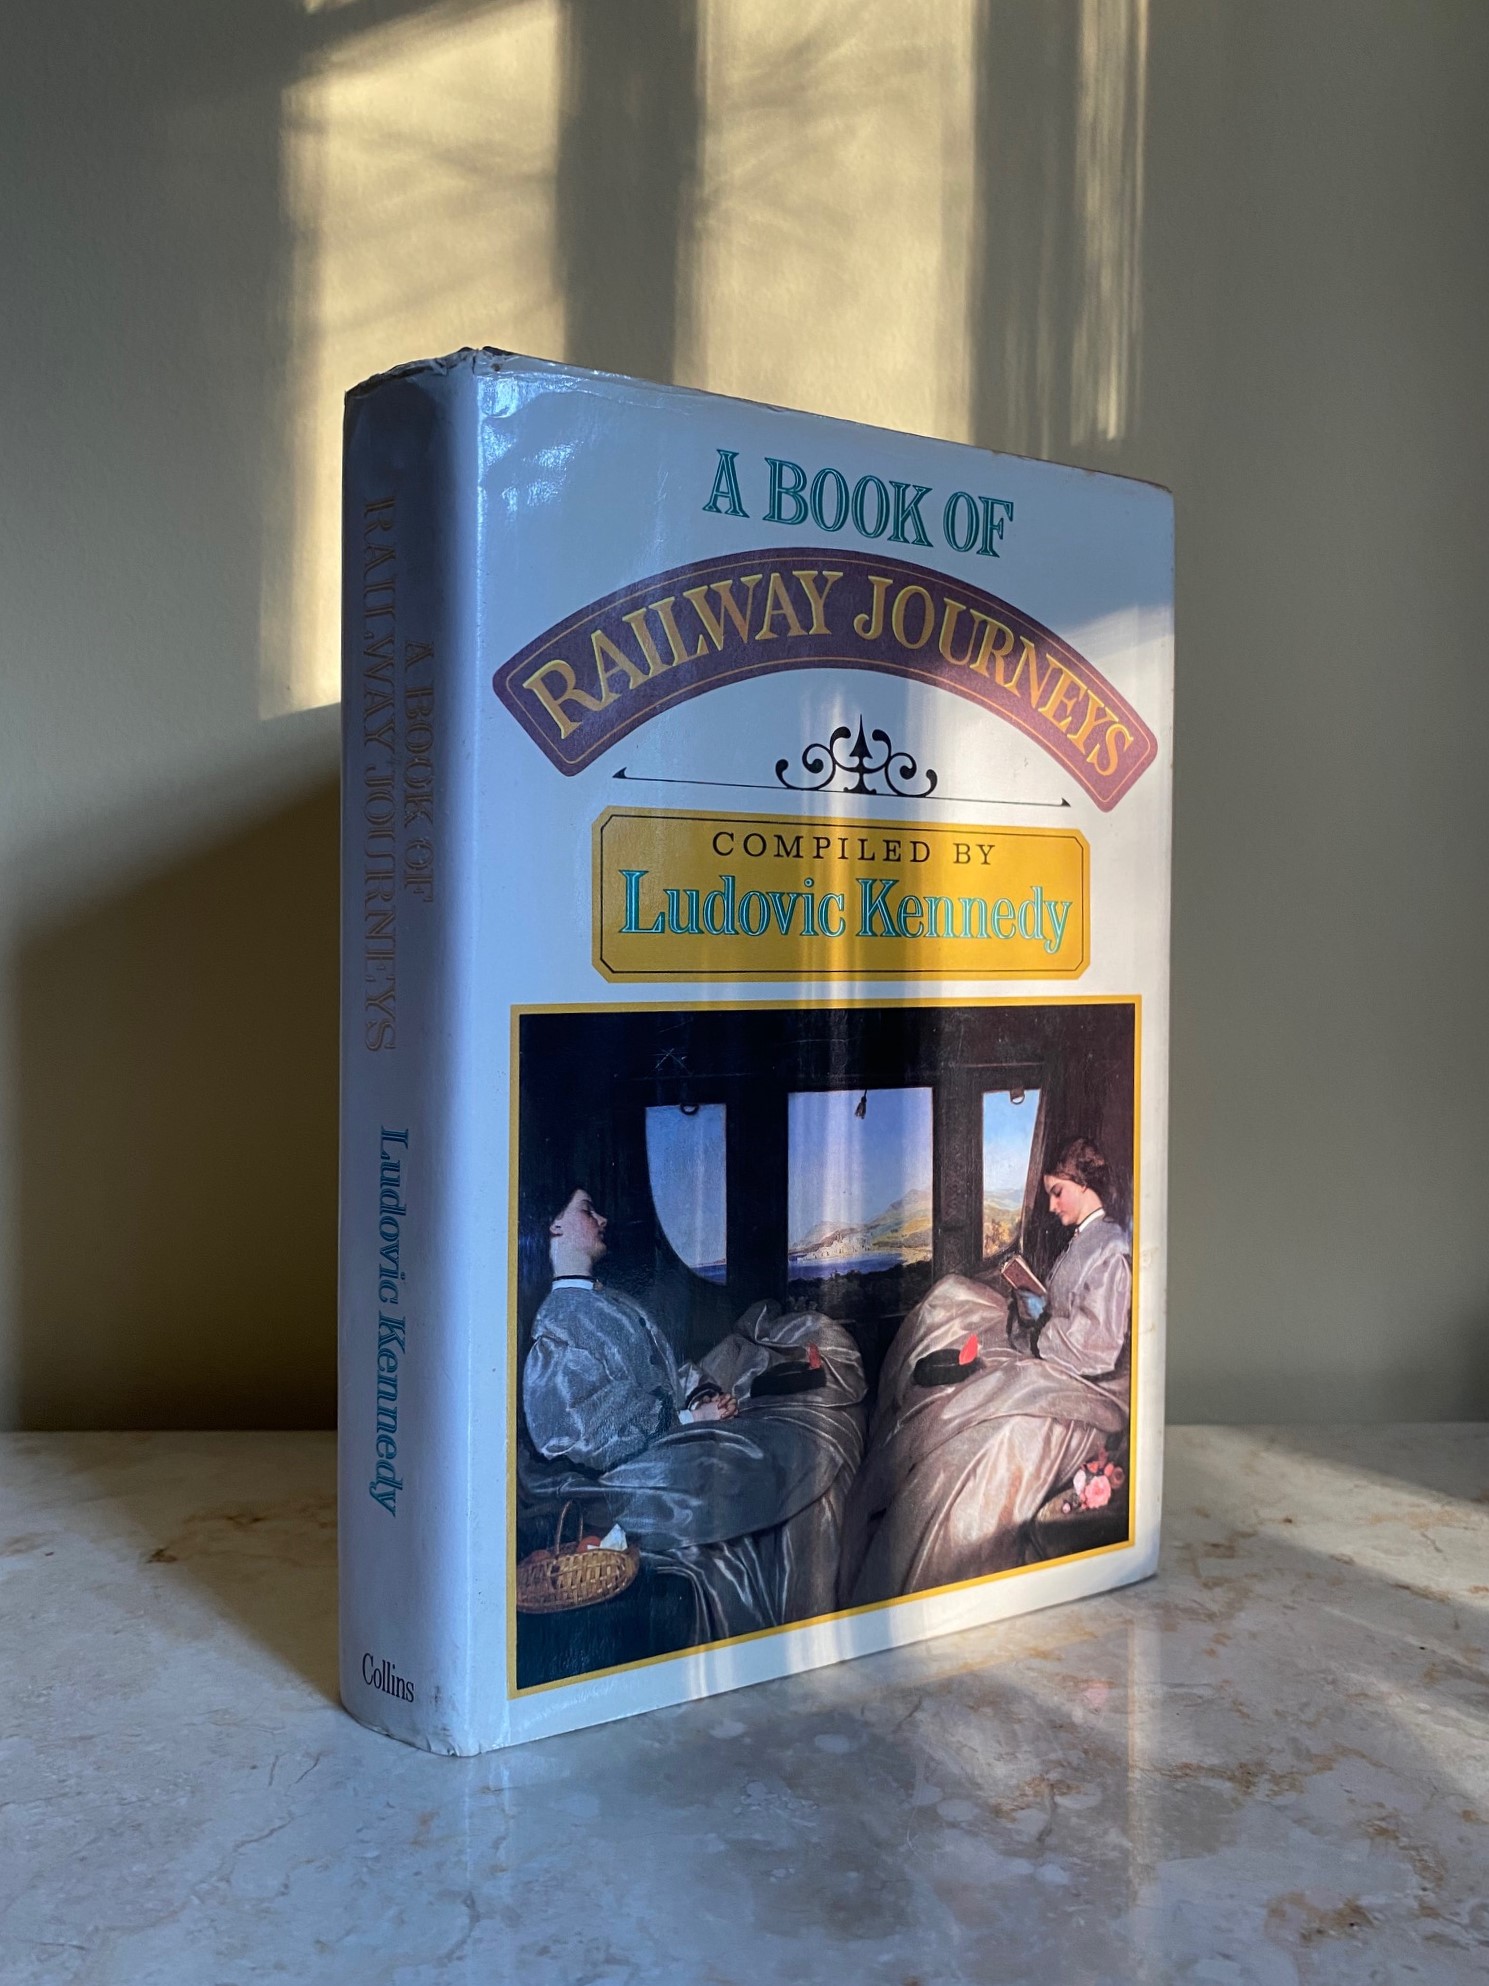 A BOOK OF
RAILWAY JOURNEYS
COMPILED BY
Ludovic Kennedy
A BOOK OF
RAILWAY JOURNEYS
Ludovic Kennedy
Collins